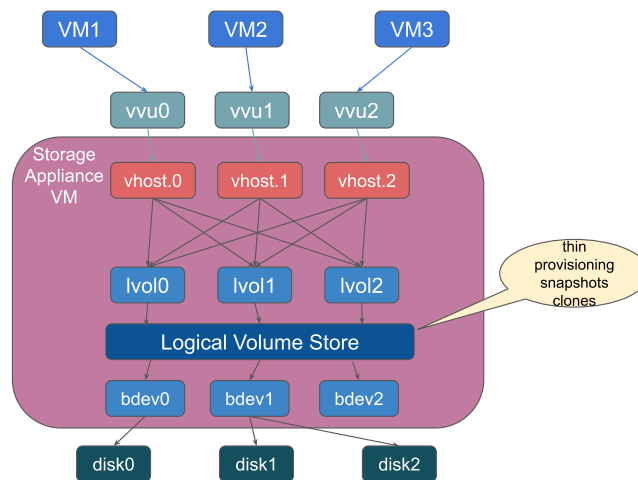 VM1
VM2
VM3
vvu0
vvu1
vvu2
Storage
Appliance
VM
vhost.0
vhost.1
vhost.2
lvol0
lvol1
lvol2
thin
provisioning
snapshots
clones
Logical Volume Store
bdev0
bdev1
bdev2
disk0
disk1
disk2